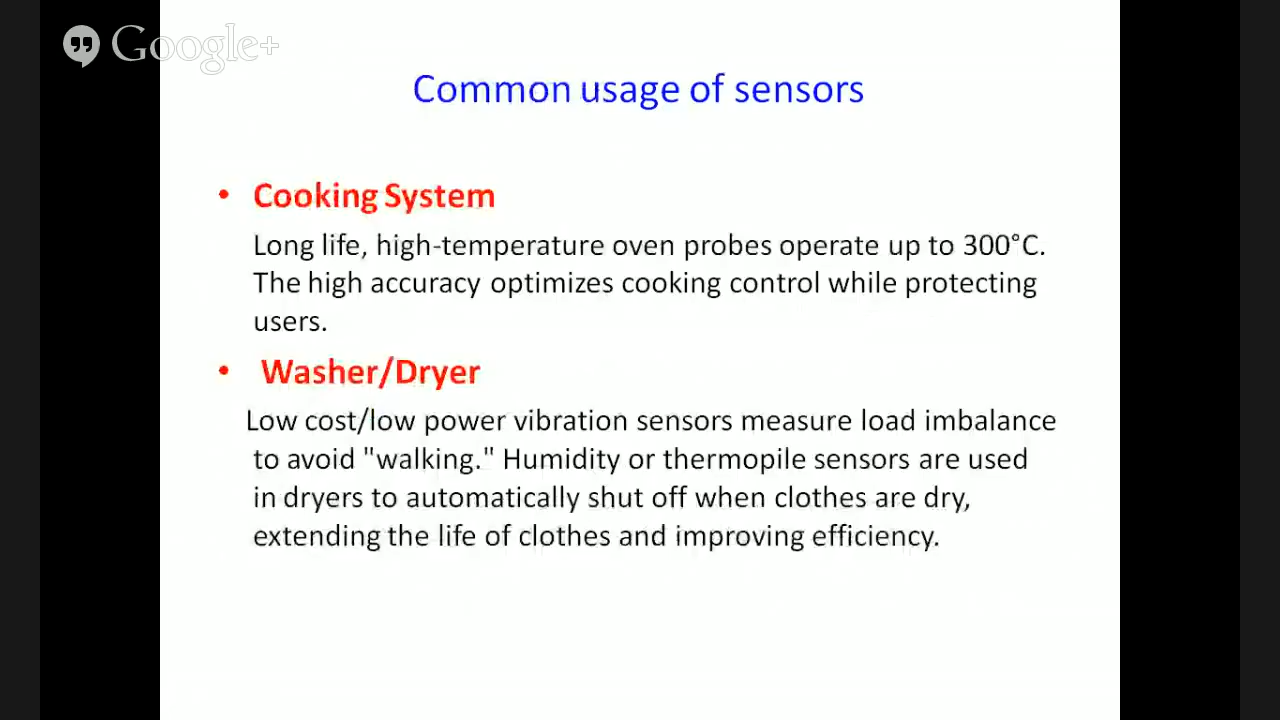 Google+
Common usage of sensors
• Cooking System
Long life, high-temperature oven probes operate up to 300°C.
The high accuracy optimizes cooking control while protecting
users.
• Washer/Dryer
Low cost/low power vibration sensors measure load imbalance
to avoid "walking." Humidity or thermopile sensors are used
in dryers to automatically shut off when clothes are dry,
extending the life of clothes and improving efficiency.